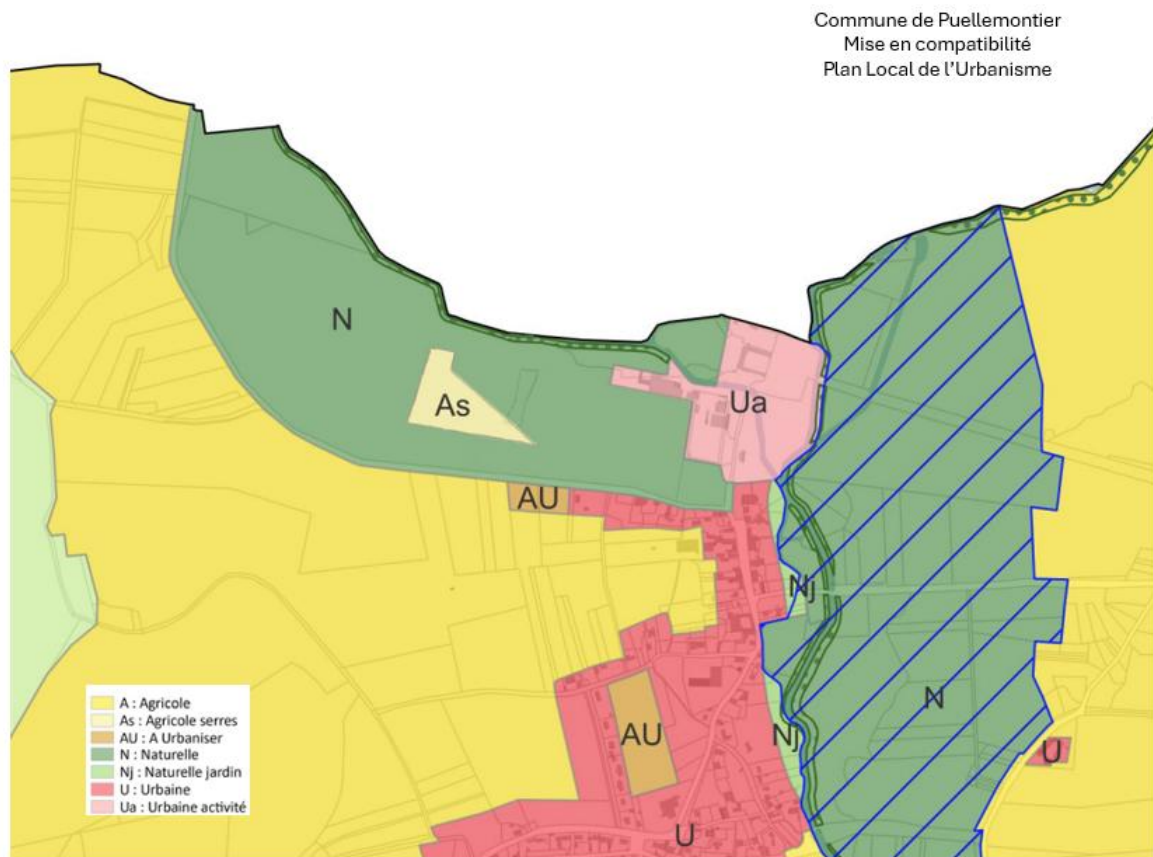 Commune de Puellemontier
Mise en compatibilité
Plan Local de l'Urbanisme
N
As
Ua
AU
Nj
N
AU
Nj
U
U
A : Agricole
As : Agricole serres
AU : A Urbaniser
N : Naturelle
Nj : Naturelle jardin
U : Urbaine
Ua : Urbaine activité